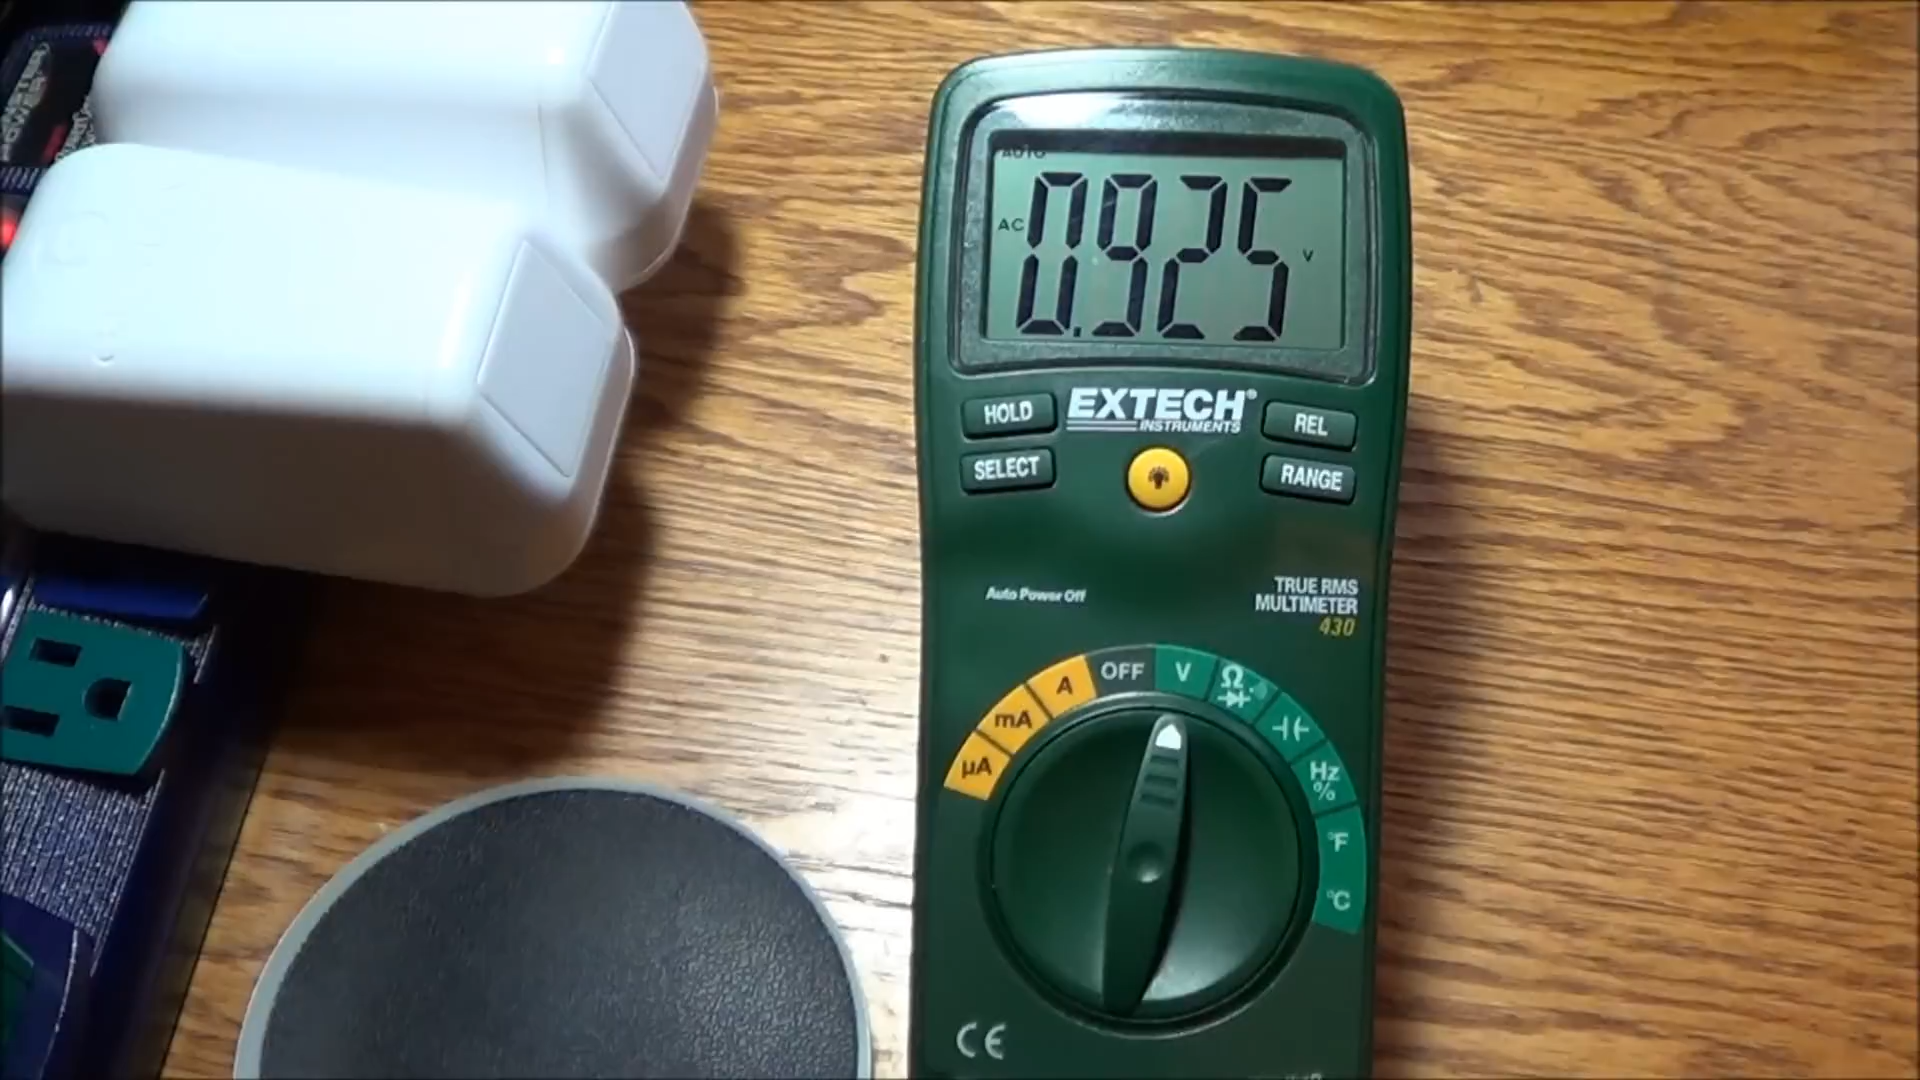 AUTO
AC 0.925 V
HOLD
EXTECH®
INSTRUMENTS
REL
SELECT
RANGE
Auto Power Off
TRUE RMS
MULTIMETER
430
µA
mA
A
OFF
V
Ω
Hz
%
°F
°C
CE